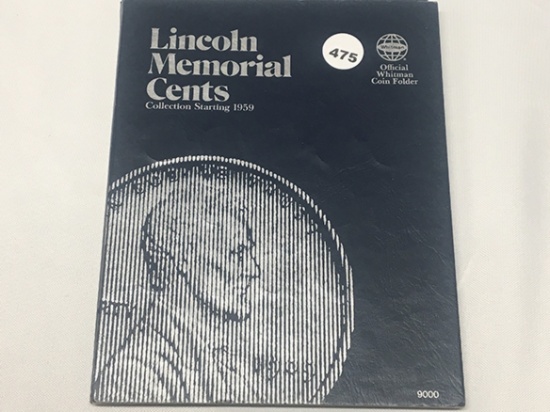 Lincoln
Memorial
Cents
Collection Starting 1959
475
Whitman
Official
Whitman
Coin Folder
9000